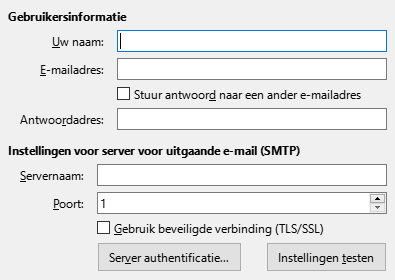 Gebruikersinformatie
Uw naam:
E-mailadres:
Stuur antwoord naar een ander e-mailadres
Antwoordadres:
Instellingen voor server voor uitgaande e-mail (SMTP)
Servernaam:
Poort: 1
Gebruik beveiligde verbinding (TLS/SSL)
Server authentificatie... Instellingen testen